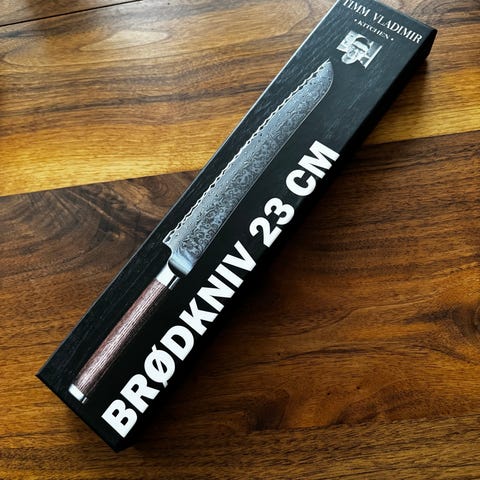 TIMM VLADIMIR
• KITCHEN •
BRØDKNIV 23 CM